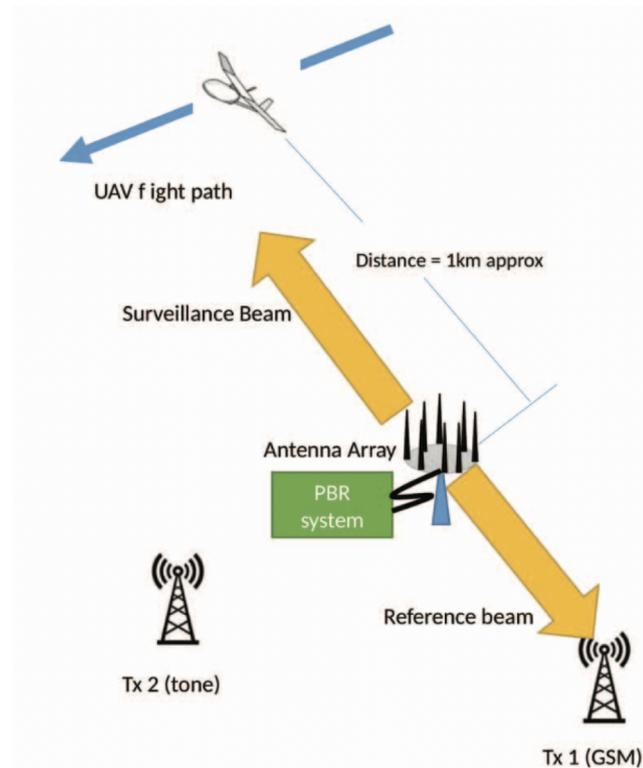 UAV f ight path
Distance = 1km approx
Surveillance Beam
Antenna Array
PBR
system
Reference beam
Tx 2 (tone)
Tx 1 (GSM)